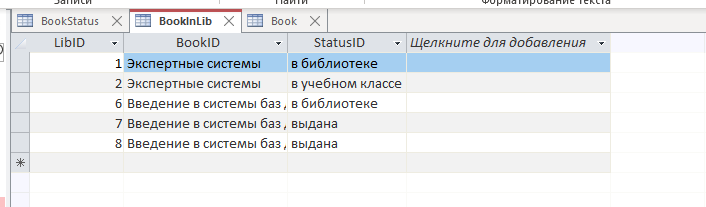 Записи
Найти
Форматирование текста
BookStatus BookInLib Book
LibID BookID StatusID Щелкните для добавления
1 Экспертные системы в библиотеке
2 Экспертные системы в учебном классе
6 Введение в системы баз в библиотеке
7 Введение в системы баз выдана
8 Введение в системы баз выдана